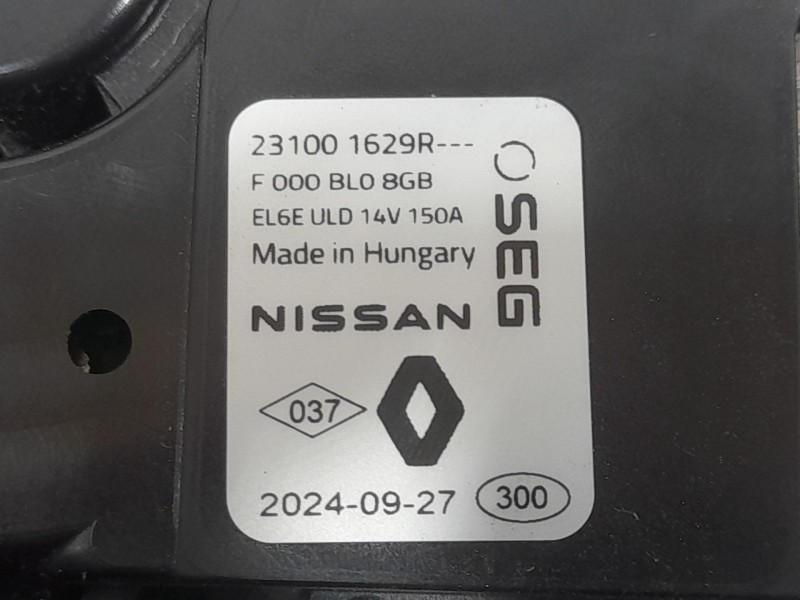 23100 1629R---
F 000 BL0 8GB
EL6E ULD 14V 150A
Made in Hungary
SEG
NISSAN
037
2024-09-27
300